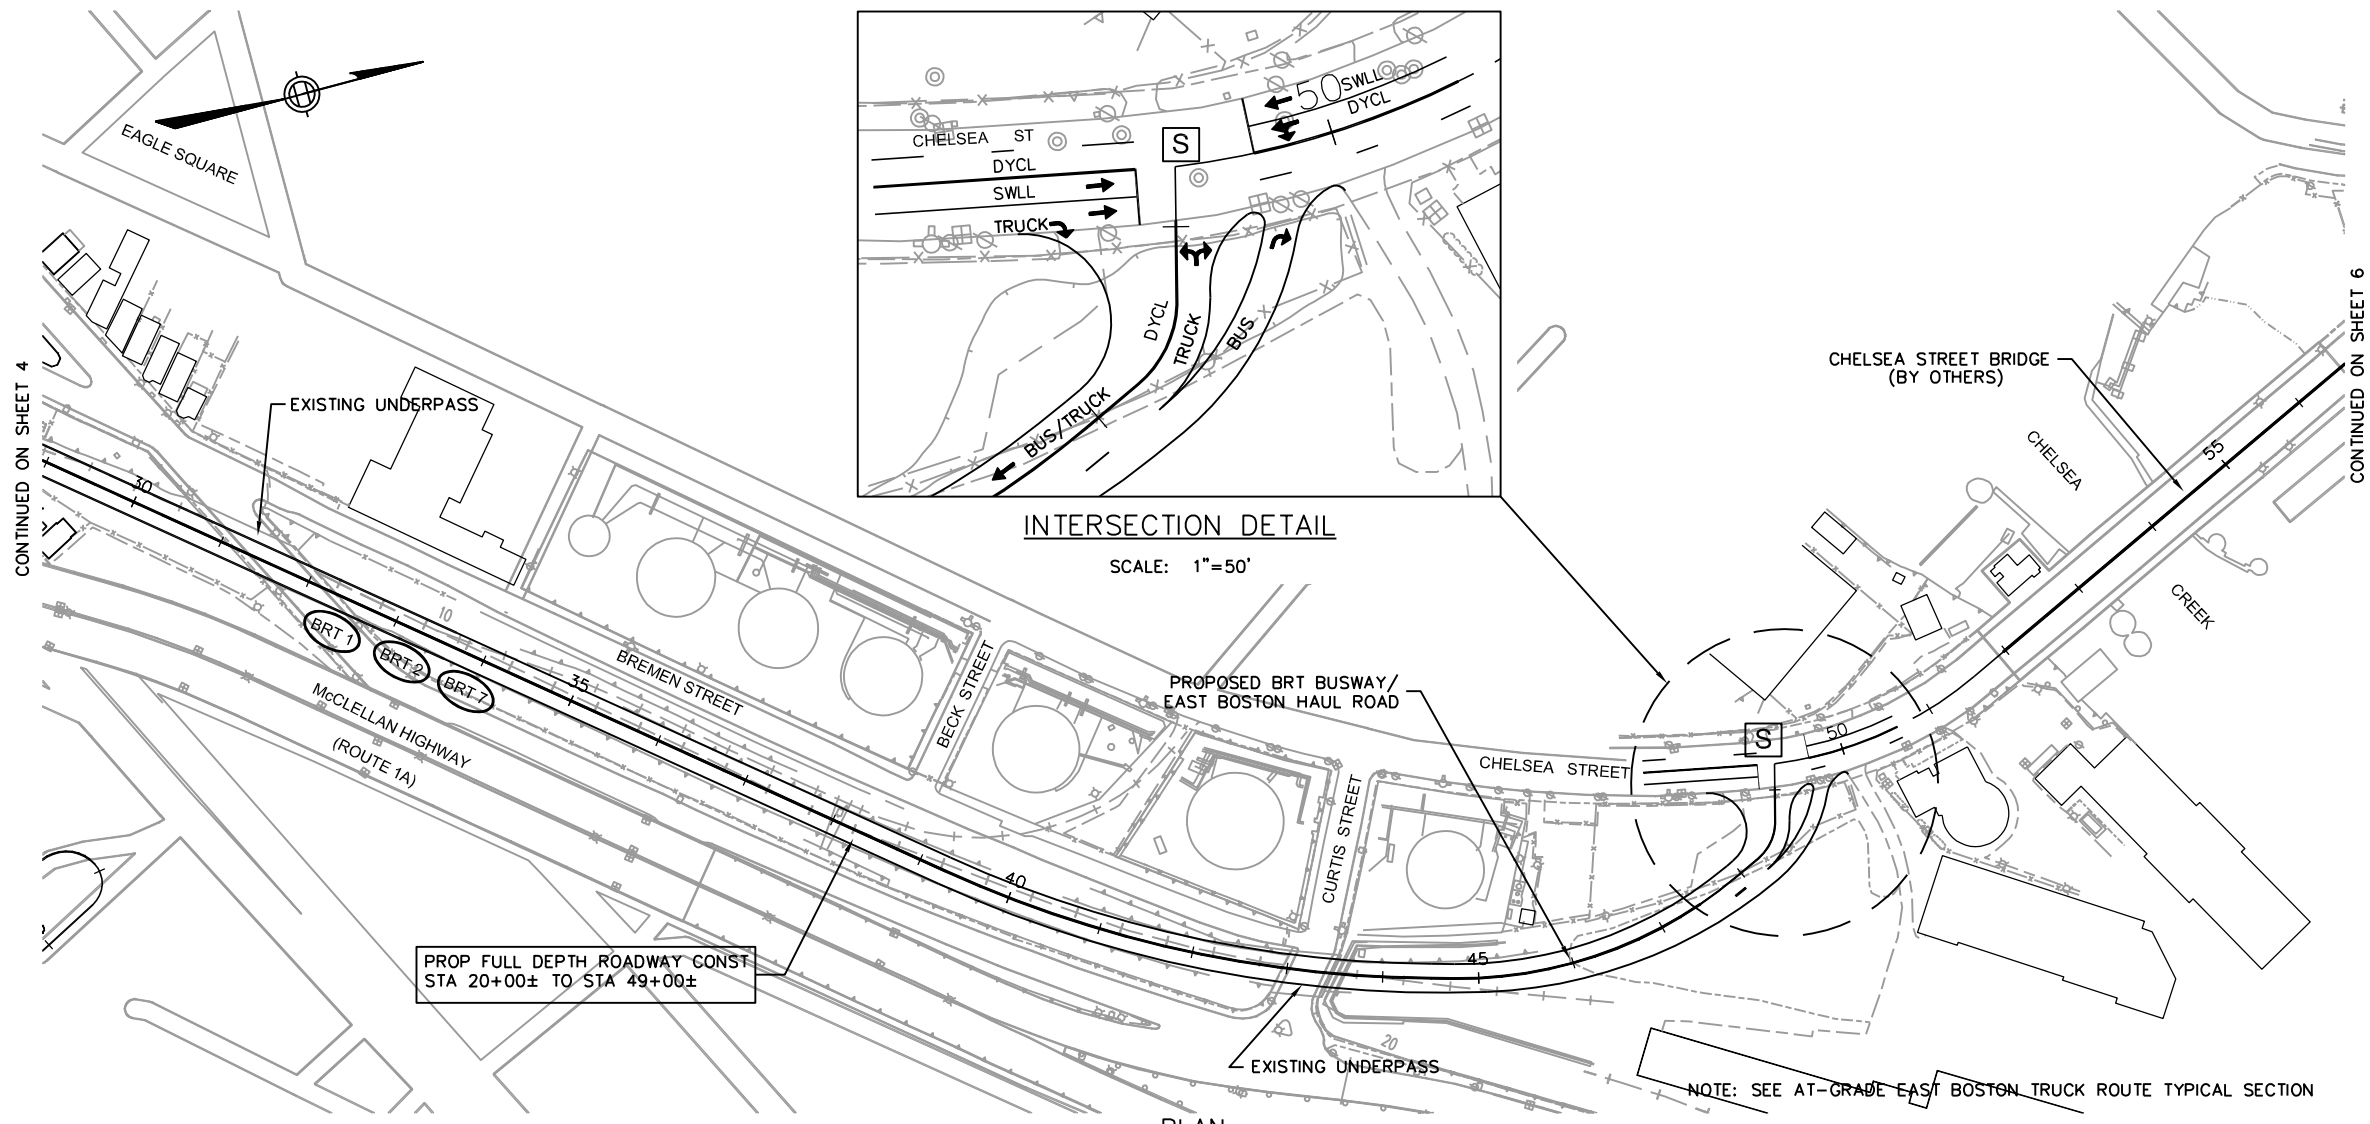 EAGLE SQUARE
CONTINUED ON SHEET 4
EXISTING UNDERPASS
30
BRT 1
BRT 2
BRT 7
10
35
BREMEN STREET
McCLELLAN HIGHWAY
(ROUTE 1A)
BECK STREET
PROP FULL DEPTH ROADWAY CONST
STA 20+00± TO STA 49+00±
40
CURTIS STREET
CHELSEA STREET
PROPOSED BRT BUSWAY/
EAST BOSTON HAUL ROAD
45
20
EXISTING UNDERPASS
S
50
CHELSEA STREET BRIDGE
(BY OTHERS)
CHELSEA
CREEK
55
CONTINUED ON SHEET 6
CHELSEA ST
DYCL
SWLL
TRUCK
S
50
SWLL
DYCL
DYCL
TRUCK
BUS
BUS/TRUCK
INTERSECTION DETAIL
SCALE: 1"=50'
NOTE: SEE AT-GRADE EAST BOSTON TRUCK ROUTE TYPICAL SECTION
PLAN